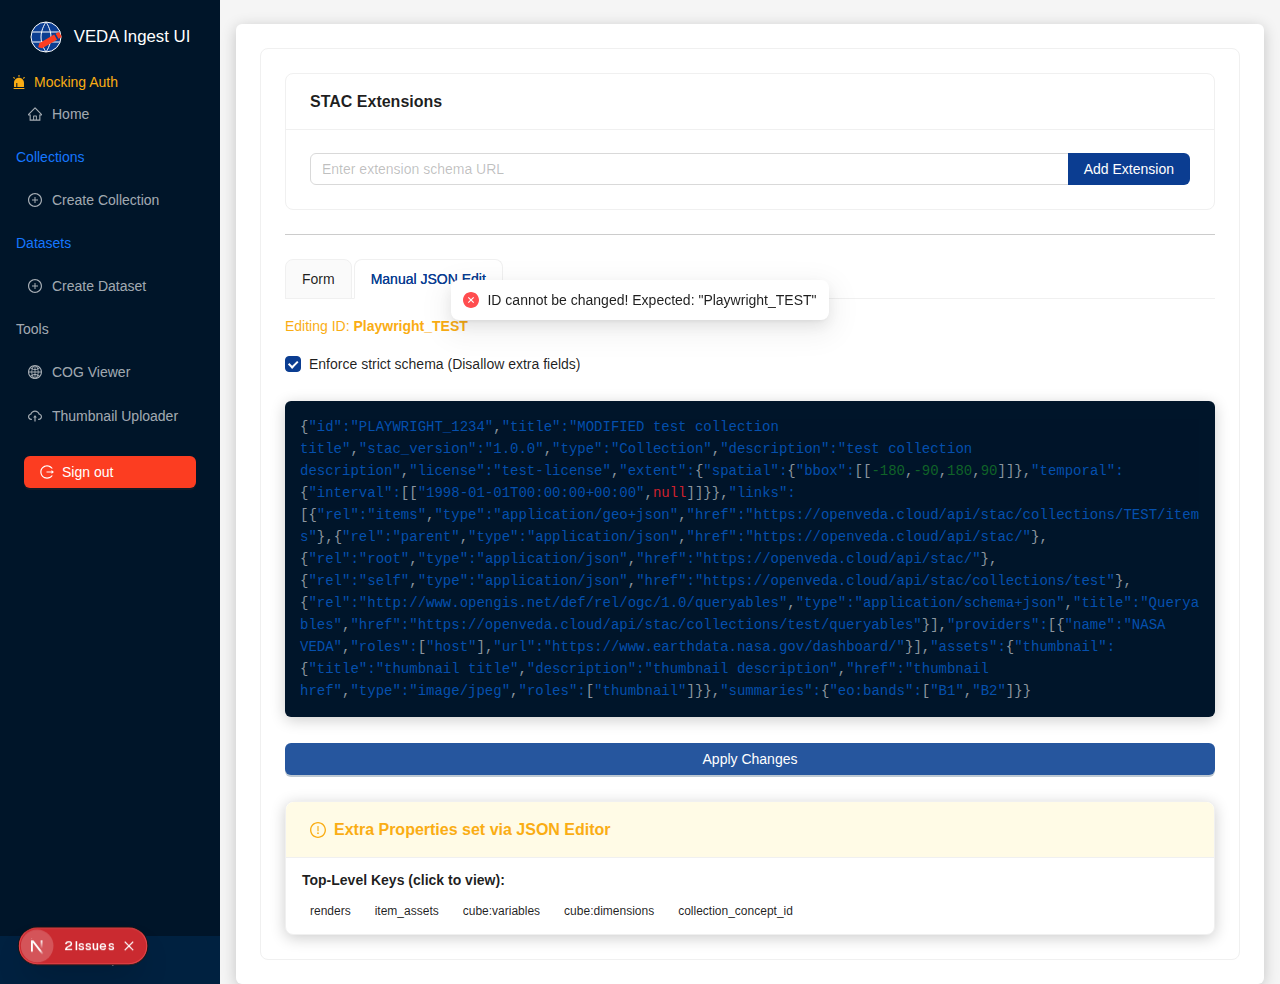 VEDA Ingest UI
Mocking Auth
Home
Collections
Create Collection
Datasets
Create Dataset
Tools
COG Viewer
Thumbnail Uploader
Sign out
2 Issues
STAC Extensions
Enter extension schema URL
Add Extension
Form
Manual JSON Edit
ID cannot be changed! Expected: "Playwright_TEST"
Editing ID: Playwright_TEST
Enforce strict schema (Disallow extra fields)
{"id":"PLAYWRIGHT_1234","title":"MODIFIED test collection
title","stac_version":"1.0.0","type":"Collection","description":"test collection
description","license":"test-license","extent":{"spatial":{"bbox":[[-180,-90,180,90]]},"temporal":
{"interval":[["1998-01-01T00:00:00+00:00",null]]}},"links":
[{"rel":"items","type":"application/geo+json","href":"https://openveda.cloud/api/stac/collections/TEST/item
s"},{"rel":"parent","type":"application/json","href":"https://openveda.cloud/api/stac/"},
{"rel":"root","type":"application/json","href":"https://openveda.cloud/api/stac/"},
{"rel":"self","type":"application/json","href":"https://openveda.cloud/api/stac/collections/test"},
{"rel":"http://www.opengis.net/def/rel/ogc/1.0/queryables","type":"application/schema+json","title":"Querya
bles","href":"https://openveda.cloud/api/stac/collections/test/queryables"}],"providers":[{"name":"NASA
VEDA","roles":["host"],"url":"https://www.earthdata.nasa.gov/dashboard/"}],"assets":{"thumbnail":
{"title":"thumbnail title","description":"thumbnail description","href":"thumbnail
href","type":"image/jpeg","roles":["thumbnail"]}},"summaries":{"eo:bands":["B1","B2"]}}
Apply Changes
Extra Properties set via JSON Editor
Top-Level Keys (click to view):
renders item_assets cube:variables cube:dimensions collection_concept_id